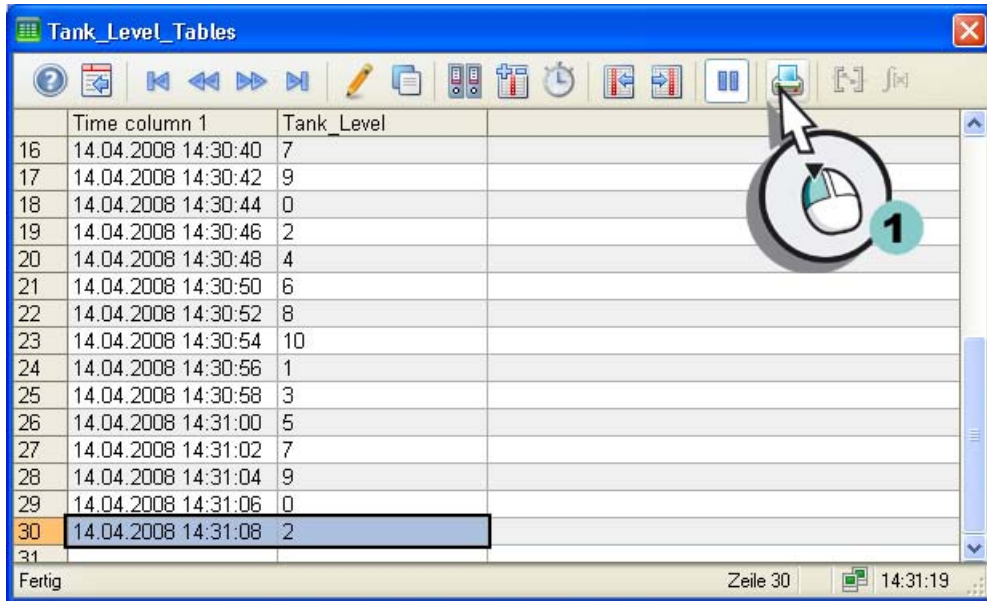 Tank_Level_Tables
Time column 1 Tank_Level
16 14.04.2008 14:30:40 7
17 14.04.2008 14:30:42 9
18 14.04.2008 14:30:44 0
19 14.04.2008 14:30:46 2
20 14.04.2008 14:30:48 4
21 14.04.2008 14:30:50 6
22 14.04.2008 14:30:52 8
23 14.04.2008 14:30:54 10
24 14.04.2008 14:30:56 1
25 14.04.2008 14:30:58 3
26 14.04.2008 14:31:00 5
27 14.04.2008 14:31:02 7
28 14.04.2008 14:31:04 9
29 14.04.2008 14:31:06 0
30 14.04.2008 14:31:08 2
31
1
Fertig Zeile 30 14:31:19